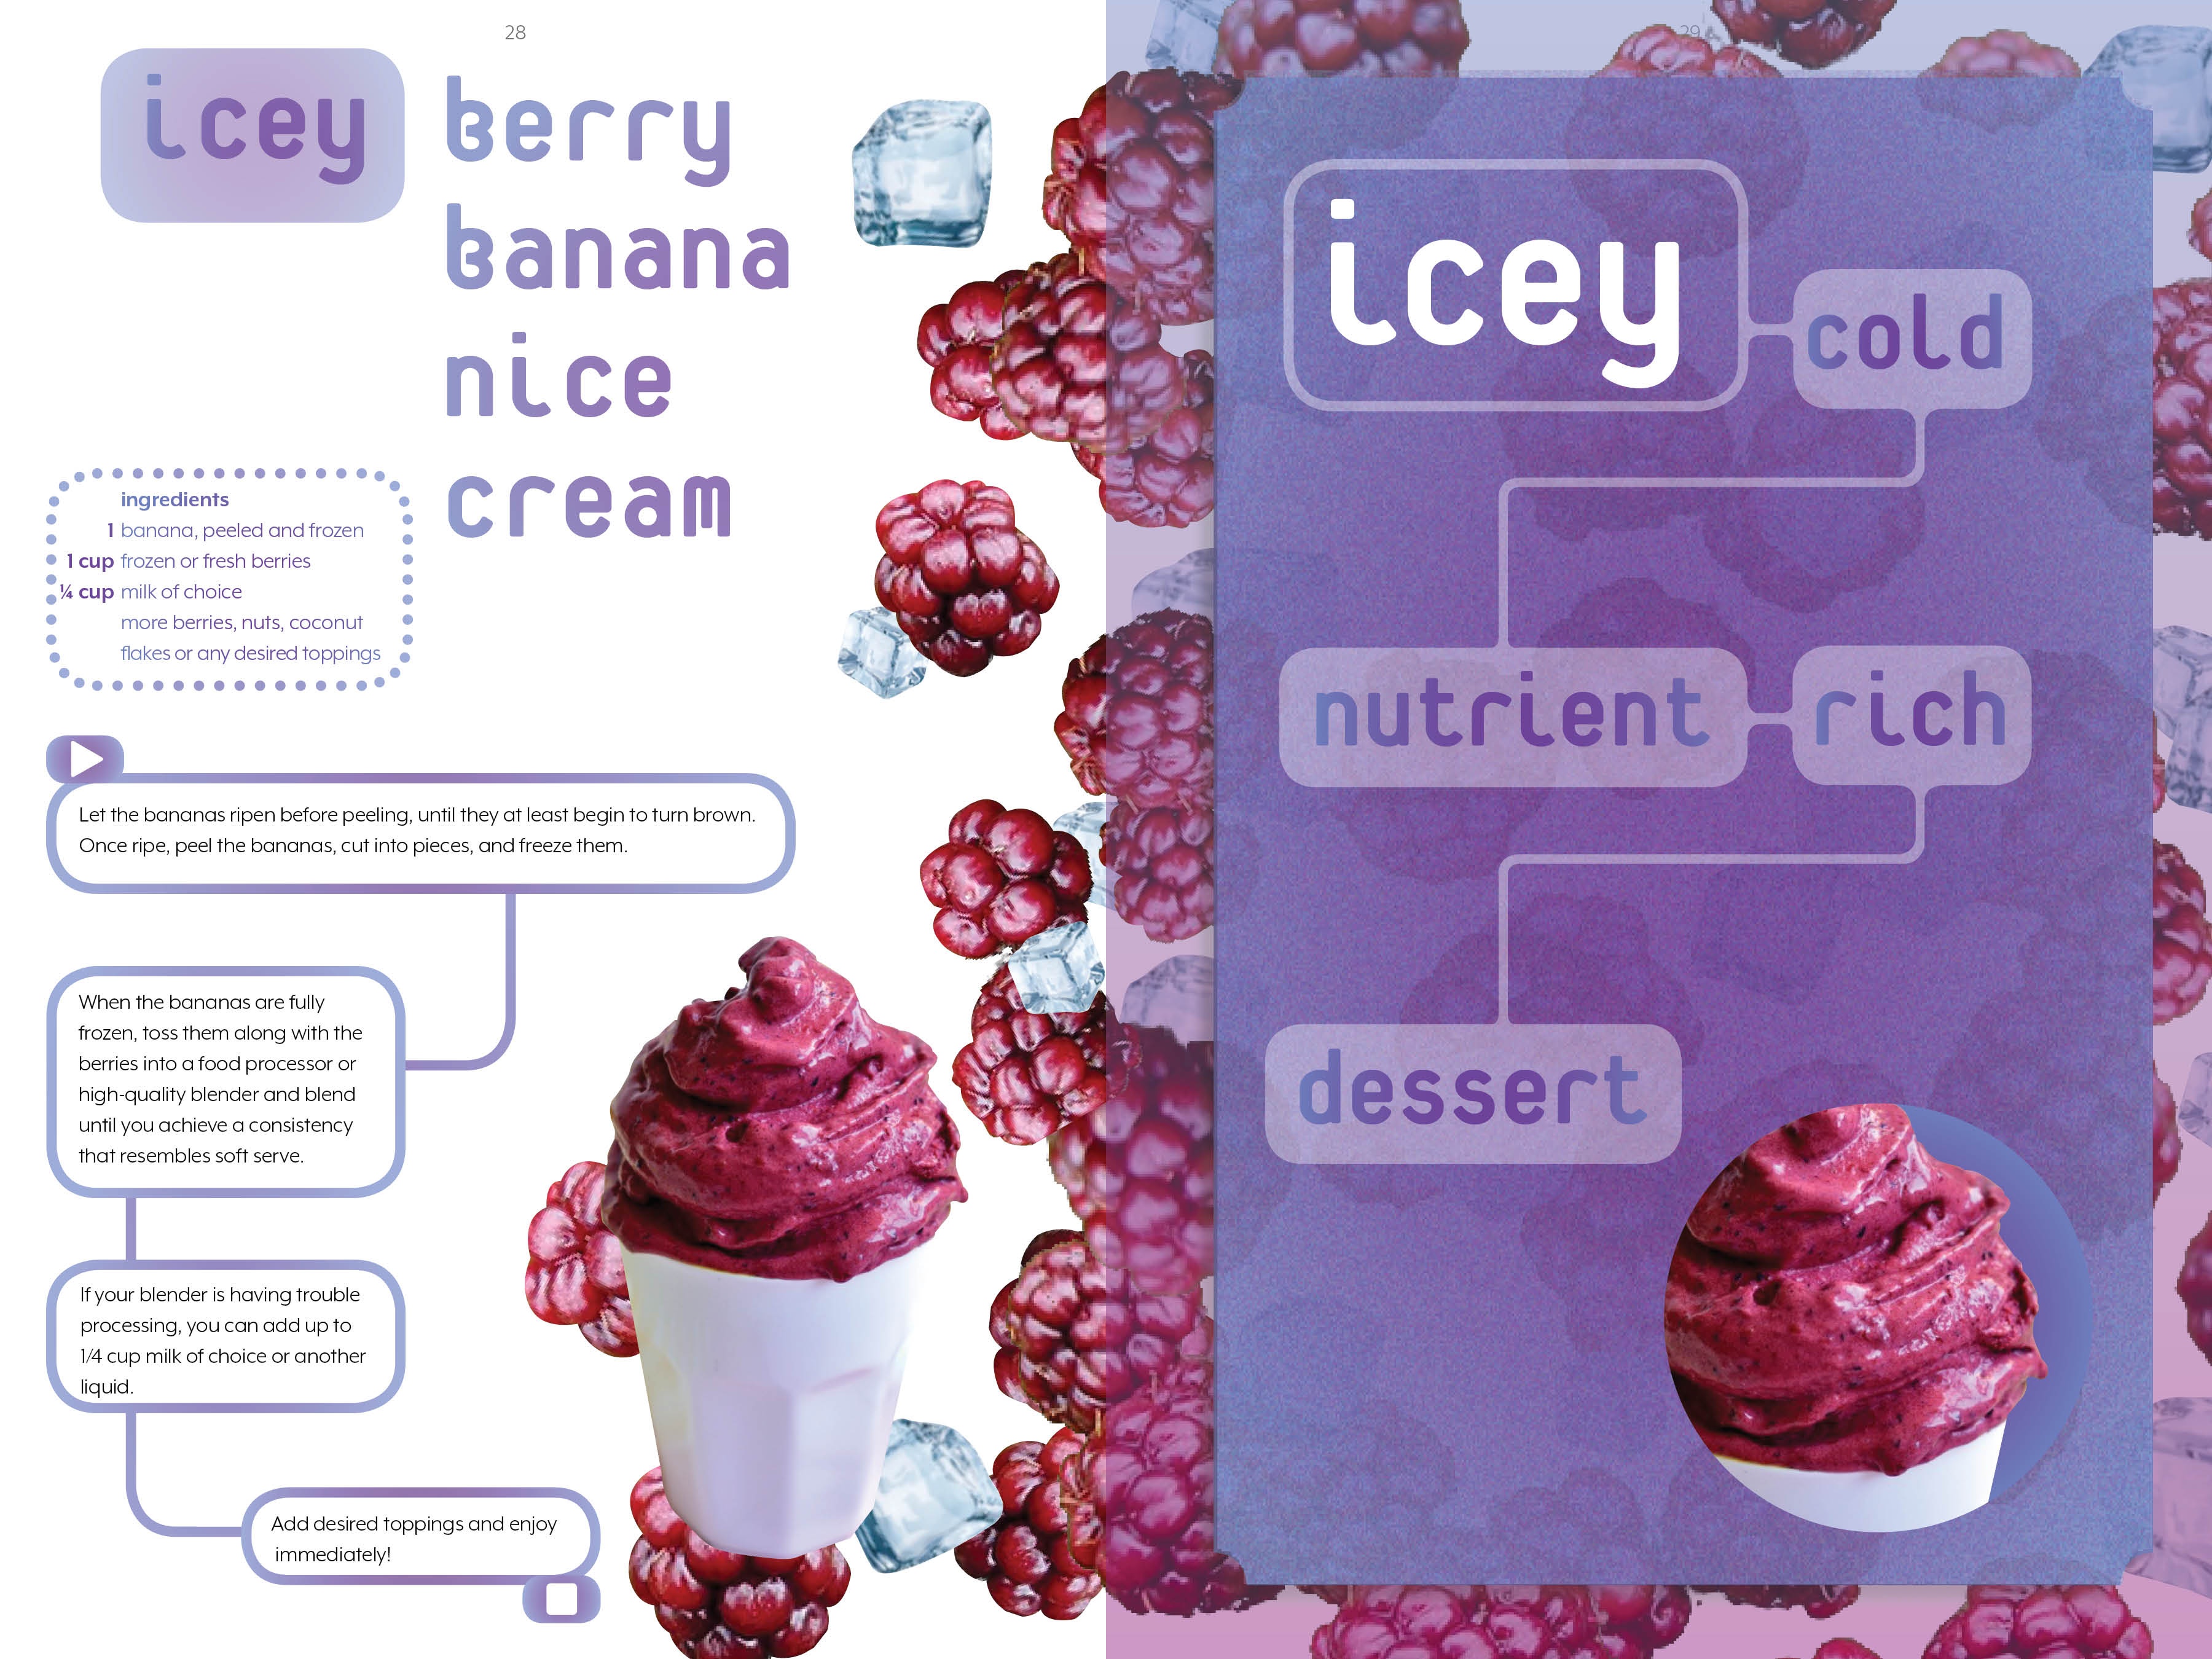 28
icey
berry
banana
nice
cream
ingredients
1 banana, peeled and frozen
1 cup frozen or fresh berries
¼ cup milk of choice
more berries, nuts, coconut
flakes or any desired toppings
Let the bananas ripen before peeling, until they at least begin to turn brown.
Once ripe, peel the bananas, cut into pieces, and freeze them.
When the bananas are fully
frozen, toss them along with the
berries into a food processor or
high-quality blender and blend
until you achieve a consistency
that resembles soft serve.
If your blender is having trouble
processing, you can add up to
1/4 cup milk of choice or another
liquid.
Add desired toppings and enjoy
immediately!
29
icey
cold
nutrient rich
dessert